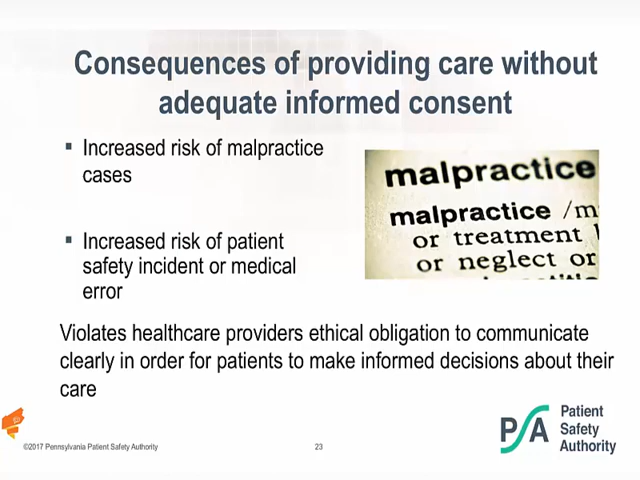 Consequences of providing care without
adequate informed consent
▪ Increased risk of malpractice
cases
▪ Increased risk of patient
safety incident or medical
error
malpractice
malpractice /m
or treatment
or neglect or
Violates healthcare providers ethical obligation to communicate
clearly in order for patients to make informed decisions about their
care
©2017 Pennsylvania Patient Safety Authority
23
PSA
Patient
Safety
Authority